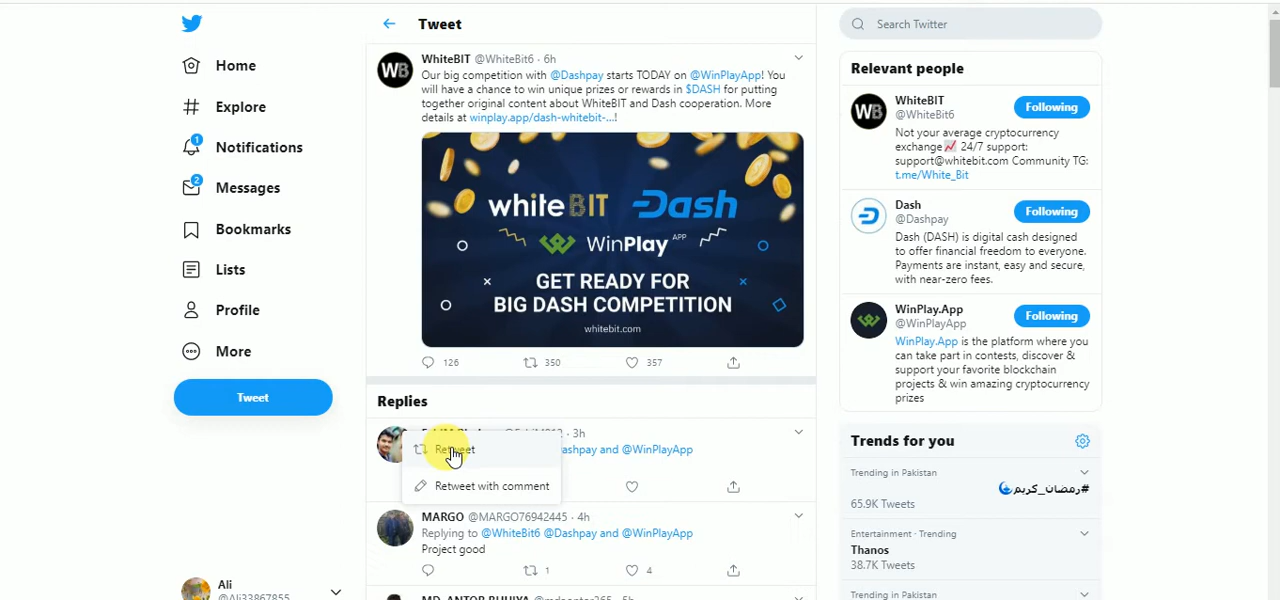 Home
Explore
1
Notifications
2
Messages
Bookmarks
Lists
Profile
More
Tweet
Ali
@Ali33867855
Tweet
WhiteBIT @WhiteBit6 · 6h
Our big competition with @Dashpay starts TODAY on @WinPlayApp! You
will have a chance to win unique prizes or rewards in $DASH for putting
together original content about WhiteBIT and Dash cooperation. More
details at winplay.app/dash-whitebit-...!
WB
whiteBIT Dash
WinPlay APP
GET READY FOR
BIG DASH COMPETITION
whitebit.com
126 350 357
Replies
· 3h
ashpay and @WinPlayApp
Retweet
Retweet with comment
MARGO @MARGO76942445 · 4h
Replying to @WhiteBit6 @Dashpay and @WinPlayApp
Project good
1 4
Search Twitter
Relevant people
WB
WhiteBIT
@WhiteBit6
Following
Not your average cryptocurrency
exchange 24/7 support:
support@whitebit.com Community TG:
t.me/White_Bit
Dash
@Dashpay
Following
Dash (DASH) is digital cash designed
to offer financial freedom to everyone.
Payments are instant, easy and secure,
with near-zero fees.
WinPlay.App
@WinPlayApp
Following
WinPlay.App is the platform where you
can take part in contests, discover &
support your favorite blockchain
projects & win amazing cryptocurrency
prizes
Trends for you
Trending in Pakistan
#رمضان_كريم
65.9K Tweets
Entertainment · Trending
Thanos
38.7K Tweets
Trending in Pakistan